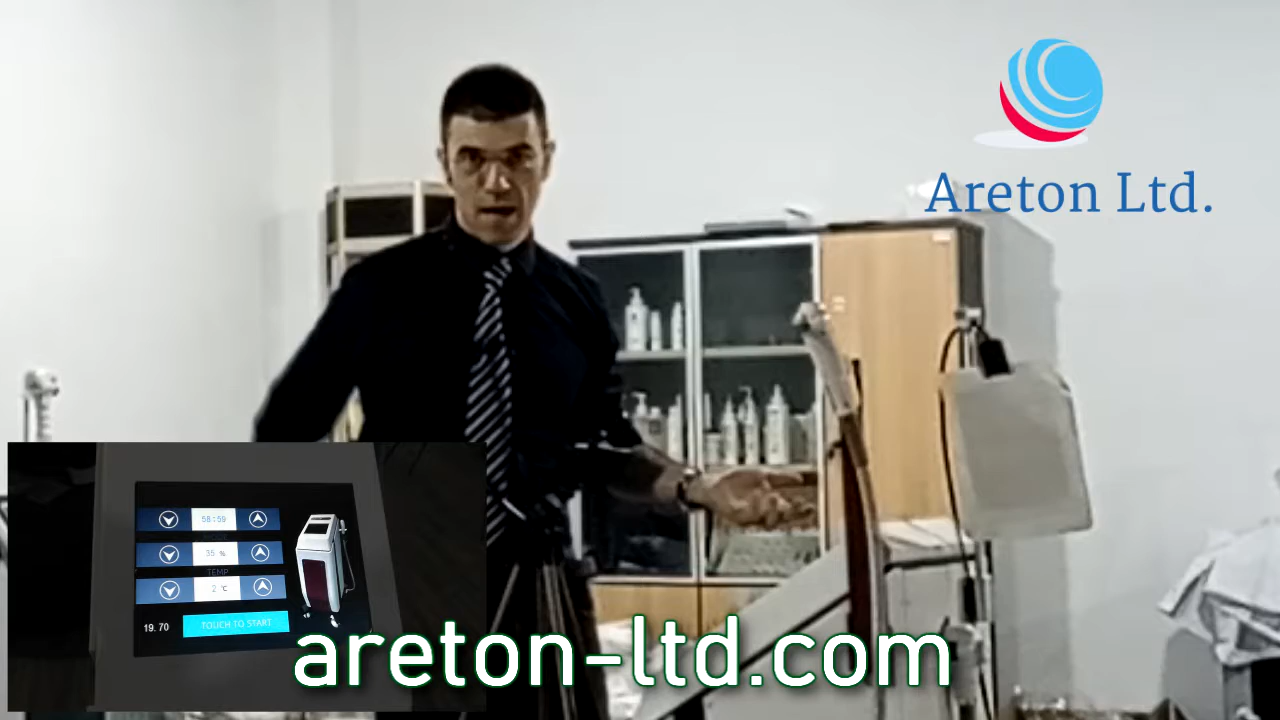 Areton Ltd.
58:59
35 %
TEMP
2 °C
19.70
TOUCH TO START
areton-ltd.com